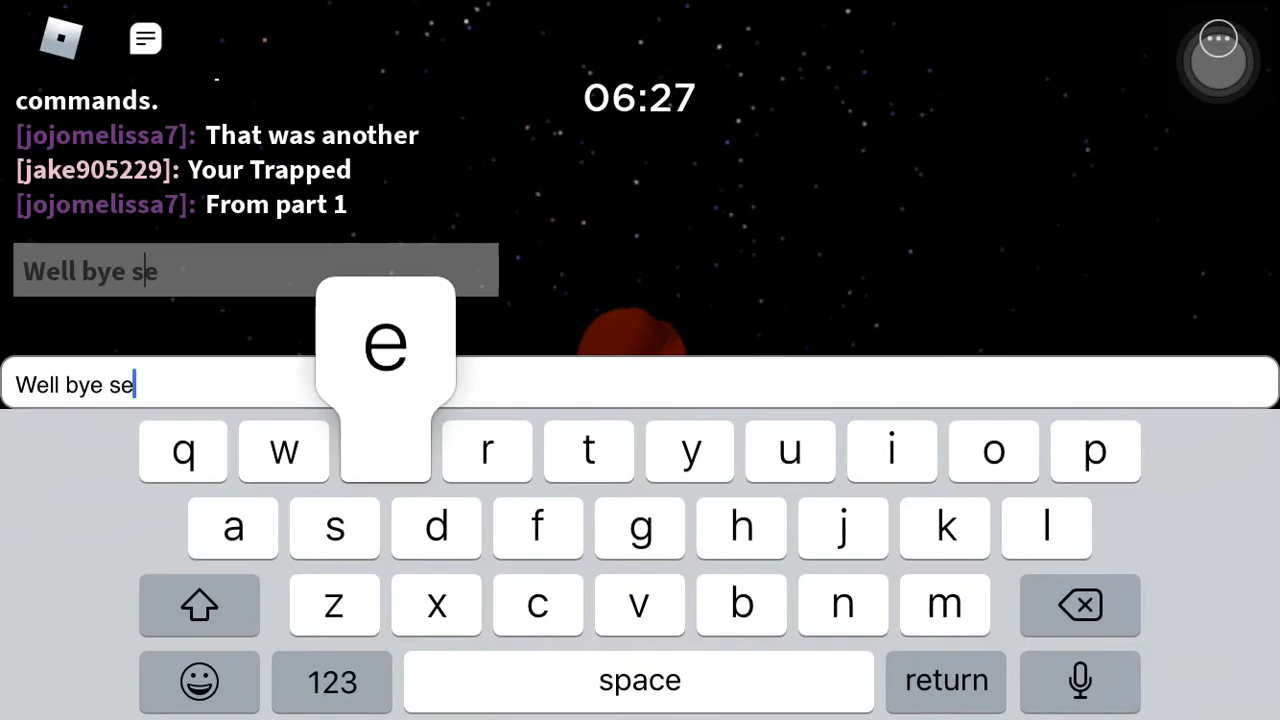 commands.
06:27
[jojomelissa7]: That was another
[jake905229]: Your Trapped
[jojomelissa7]: From part 1
Well bye se
e
Well bye se
q w r t y u i o p
a s d f g h j k l
z x c v b n m
123 space return